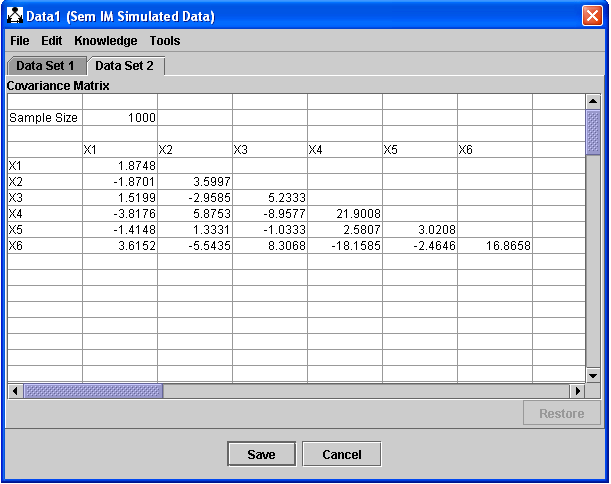 Data1 (Sem IM Simulated Data)
File Edit Knowledge Tools
Data Set 1 Data Set 2
Covariance Matrix
Sample Size 1000
X1 X2 X3 X4 X5 X6
X1 1.8748
X2 -1.8701 3.5997
X3 1.5199 -2.9585 5.2333
X4 -3.8176 5.8753 -8.9577 21.9008
X5 -1.4148 1.3331 -1.0333 2.5807 3.0208
X6 3.6152 -5.5435 8.3068 -18.1585 -2.4646 16.8658
Restore
Save Cancel